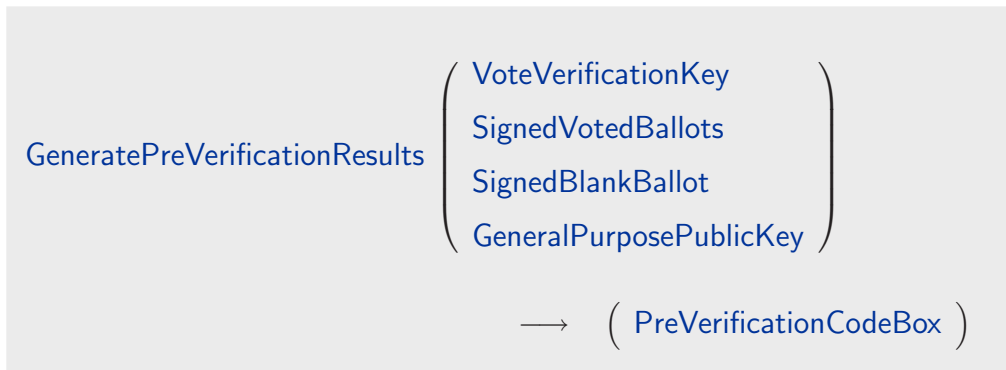 VoteVerificationKey
SignedVotedBallots
GeneratePreVerificationResults
SignedBlankBallot
GeneralPurposePublicKey
⟶ ( PreVerificationCodeBox )